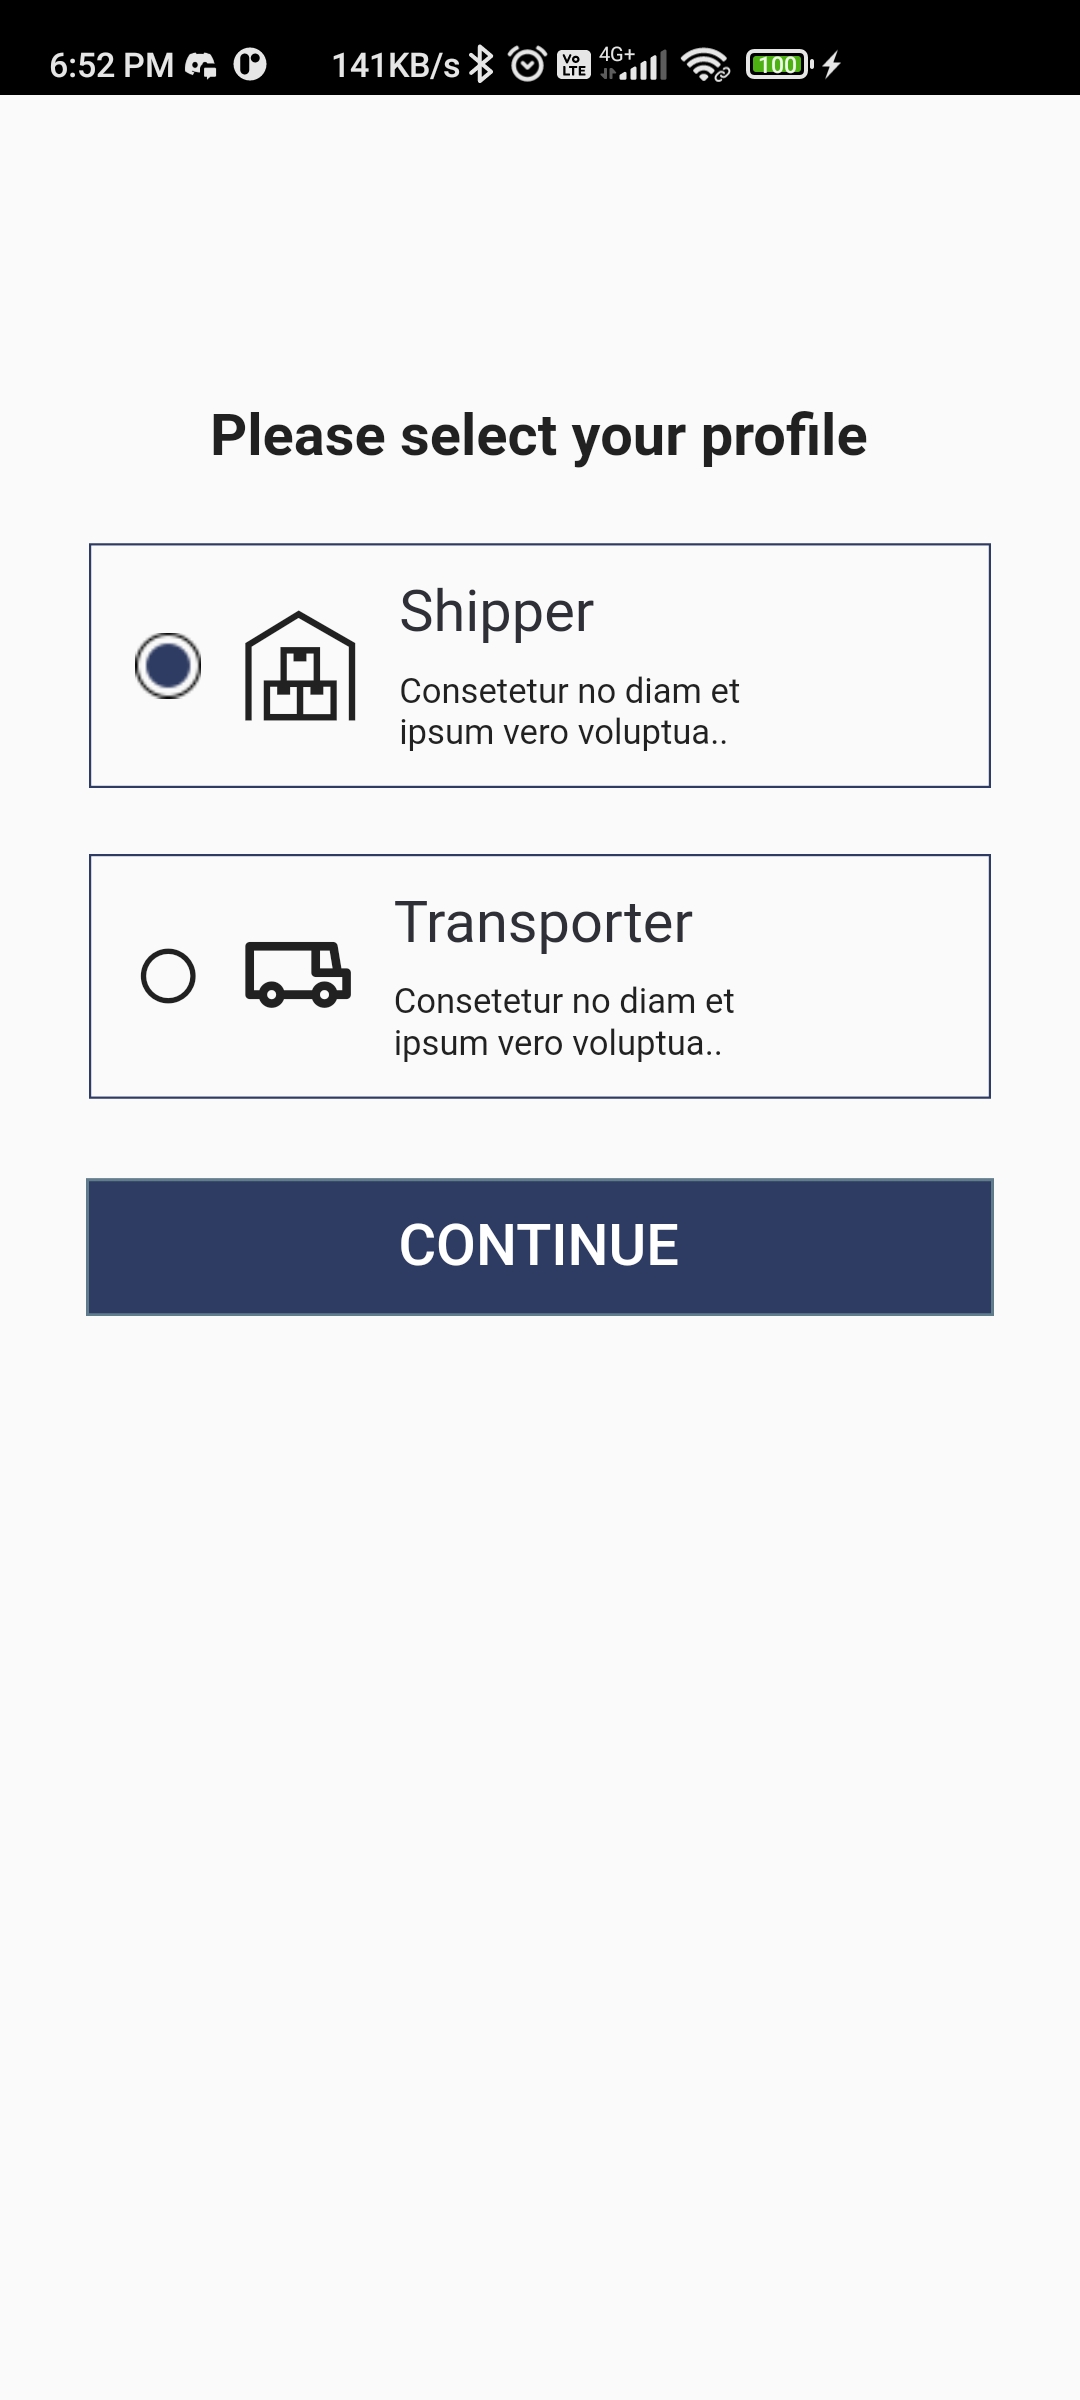 6:52 PM 141KB/s Vo LTE 4G+ 100
Please select your profile
Shipper
Consetetur no diam et
ipsum vero voluptua..
Transporter
Consetetur no diam et
ipsum vero voluptua..
CONTINUE